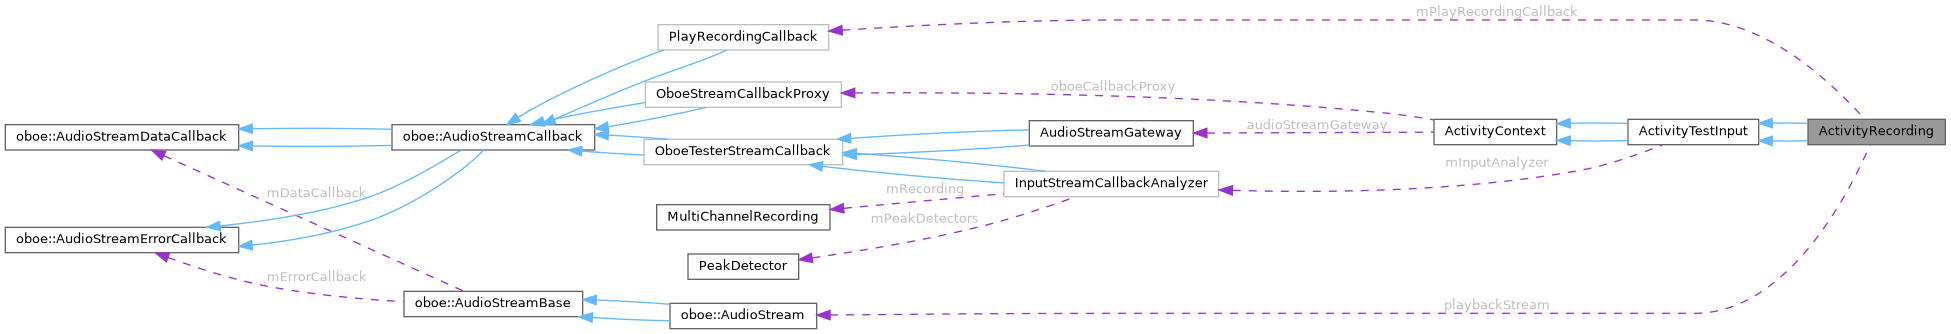 mPlayRecordingCallback
PlayRecordingCallback
oboeCallbackProxy
OboeStreamCallbackProxy
audioStreamGateway
oboe::AudioStreamDataCallback
oboe::AudioStreamCallback
AudioStreamGateway
ActivityContext
ActivityTestInput
ActivityRecording
OboeTesterStreamCallback
mInputAnalyzer
InputStreamCallbackAnalyzer
mDataCallback
mRecording
MultiChannelRecording
mPeakDetectors
oboe::AudioStreamErrorCallback
PeakDetector
mErrorCallback
oboe::AudioStreamBase
playbackStream
oboe::AudioStream